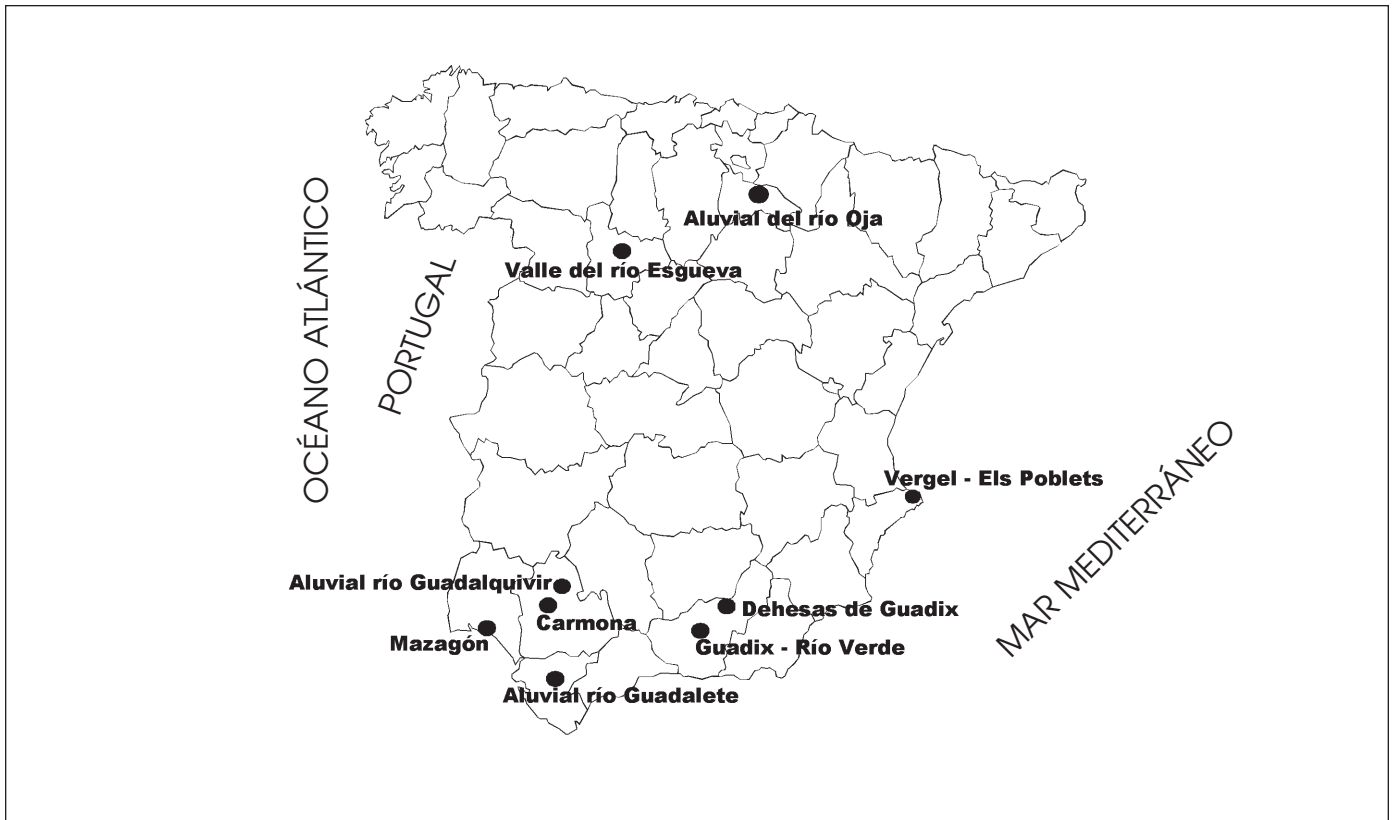 Aluvial del río Oja
Valle del río Esgueva
OCÉANO ATLÁNTICO
PORTUGAL
Vergel - Els Poblets
MAR MEDITERRÁNEO
Aluvial río Guadalquivir
Carmona
Dehesas de Guadix
Mazagón
Guadix - Río Verde
Aluvial río Guadalete